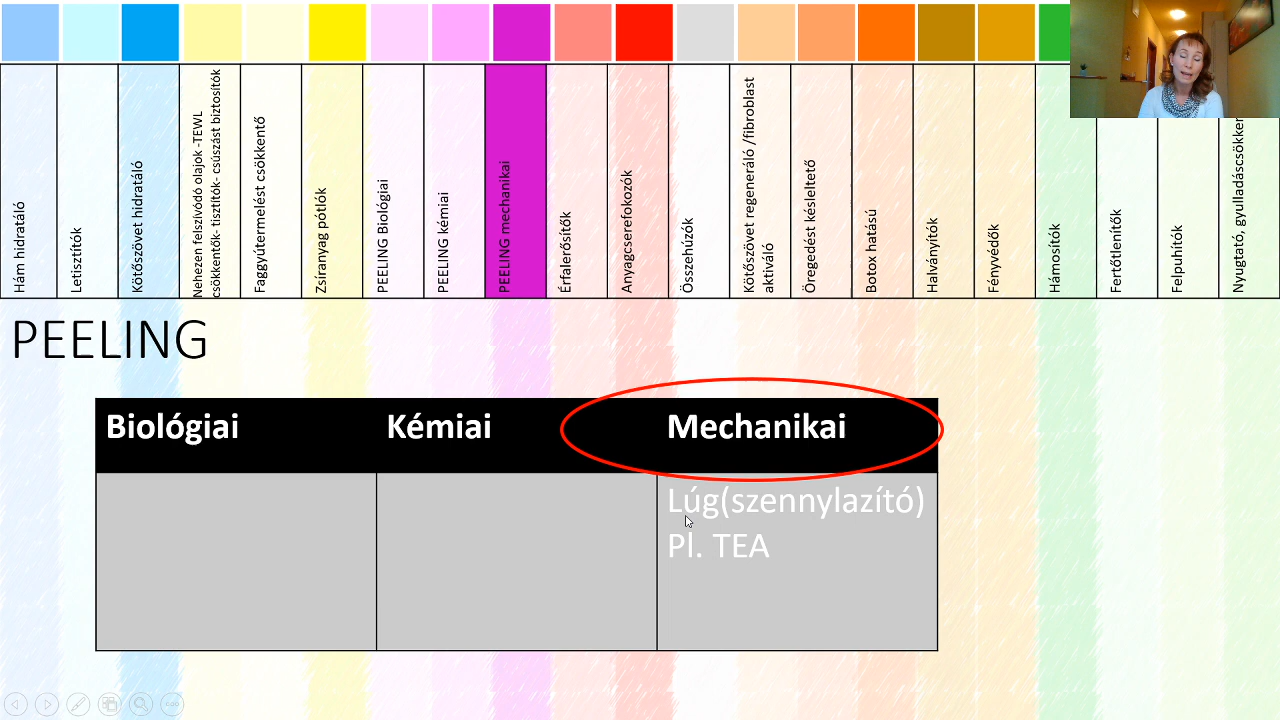 Hám hidratáló
Letisztítók
Kötőszövet hidratáló
Nehezen felszívódó olajok -TEWL
csökkentők- tisztítók- csúszást biztosítók
Faggyútermelést csökkentő
Zsíranyag pótlók
PEELING Biológiai
PEELING kémiai
PEELING mechanikai
Érfalerősítők
Anyagcserefokozók
Összehúzók
Kötőszövet regeneráló /fibroblast
aktiváló
Öregedést késleltető
Botox hatású
Halványítók
Fényvédők
Hámosítók
Fertőtlenítők
Felpuhítók
Nyugtató, gyulladáscsökken
PEELING
Biológiai
Kémiai
Mechanikai
Lúg(szennylazító)
Pl. TEA